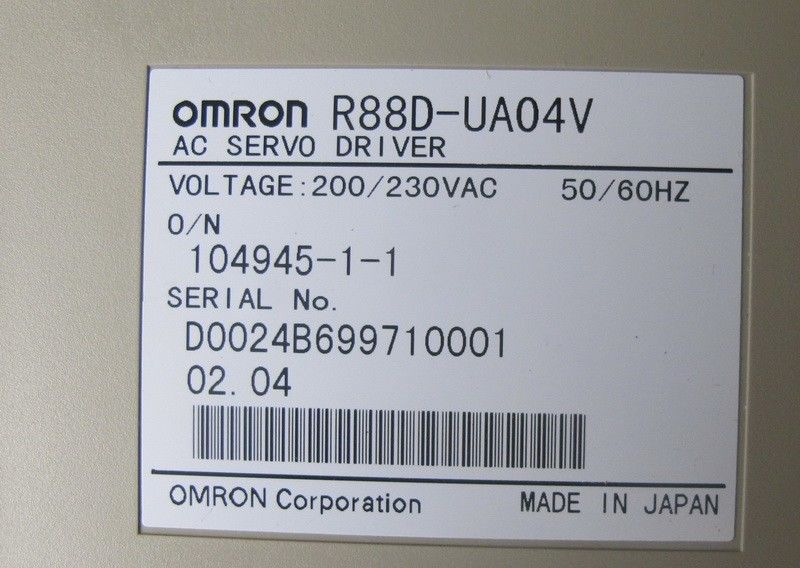 OMRON R88D-UA04V
AC SERVO DRIVER
VOLTAGE:200/230VAC 50/60HZ
O/N
104945-1-1
SERIAL No.
D0024B699710001
02.04
OMRON Corporation MADE IN JAPAN